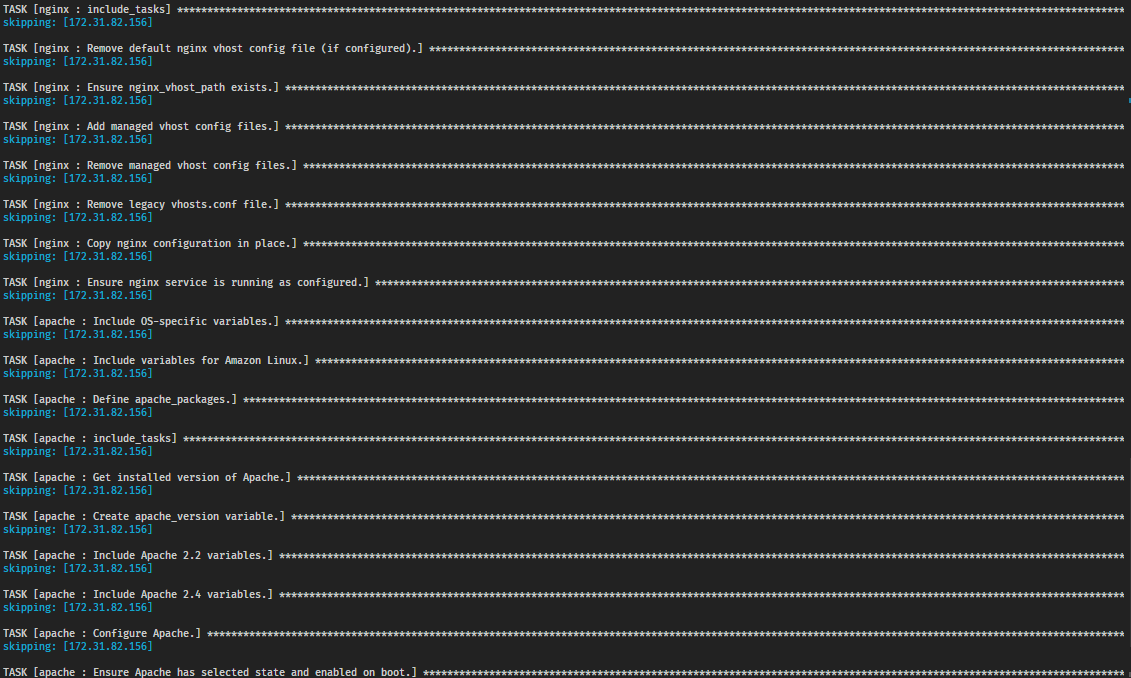 TASK [nginx : include_tasks] **************************************************************************************************************************************************************
skipping: [172.31.82.156]
TASK [nginx : Remove default nginx vhost config file (if configured).] ********************************************************************************************************************
skipping: [172.31.82.156]
TASK [nginx : Ensure nginx_vhost_path exists.] ********************************************************************************************************************************************
skipping: [172.31.82.156]
TASK [nginx : Add managed vhost config files.] ********************************************************************************************************************************************
skipping: [172.31.82.156]
TASK [nginx : Remove managed vhost config files.] *****************************************************************************************************************************************
skipping: [172.31.82.156]
TASK [nginx : Remove legacy vhosts.conf file.] ********************************************************************************************************************************************
skipping: [172.31.82.156]
TASK [nginx : Copy nginx configuration in place.] *****************************************************************************************************************************************
skipping: [172.31.82.156]
TASK [nginx : Ensure nginx service is running as configured.] *****************************************************************************************************************************
skipping: [172.31.82.156]
TASK [apache : Include OS-specific variables.] ********************************************************************************************************************************************
skipping: [172.31.82.156]
TASK [apache : Include variables for Amazon Linux.] ***************************************************************************************************************************************
skipping: [172.31.82.156]
TASK [apache : Define apache_packages.] ***************************************************************************************************************************************************
skipping: [172.31.82.156]
TASK [apache : include_tasks] *************************************************************************************************************************************************************
skipping: [172.31.82.156]
TASK [apache : Get installed version of Apache.] ******************************************************************************************************************************************
skipping: [172.31.82.156]
TASK [apache : Create apache_version variable.] *******************************************************************************************************************************************
skipping: [172.31.82.156]
TASK [apache : Include Apache 2.2 variables.] *********************************************************************************************************************************************
skipping: [172.31.82.156]
TASK [apache : Include Apache 2.4 variables.] *********************************************************************************************************************************************
skipping: [172.31.82.156]
TASK [apache : Configure Apache.] *********************************************************************************************************************************************************
skipping: [172.31.82.156]
TASK [apache : Ensure Apache has selected state and enabled on boot.] *********************************************************************************************************************